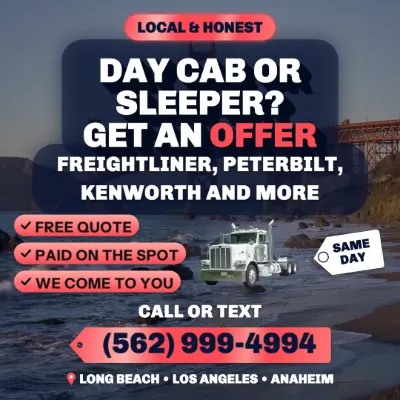 LOCAL & HONEST
DAY CAB OR
SLEEPER?
GET AN OFFER
FREIGHTLINER, PETERBILT,
KENWORTH AND MORE
FREE QUOTE
PAID ON THE SPOT
WE COME TO YOU
SAME
DAY
CALL OR TEXT
(562) 999-4994
LONG BEACH • LOS ANGELES • ANAHEIM